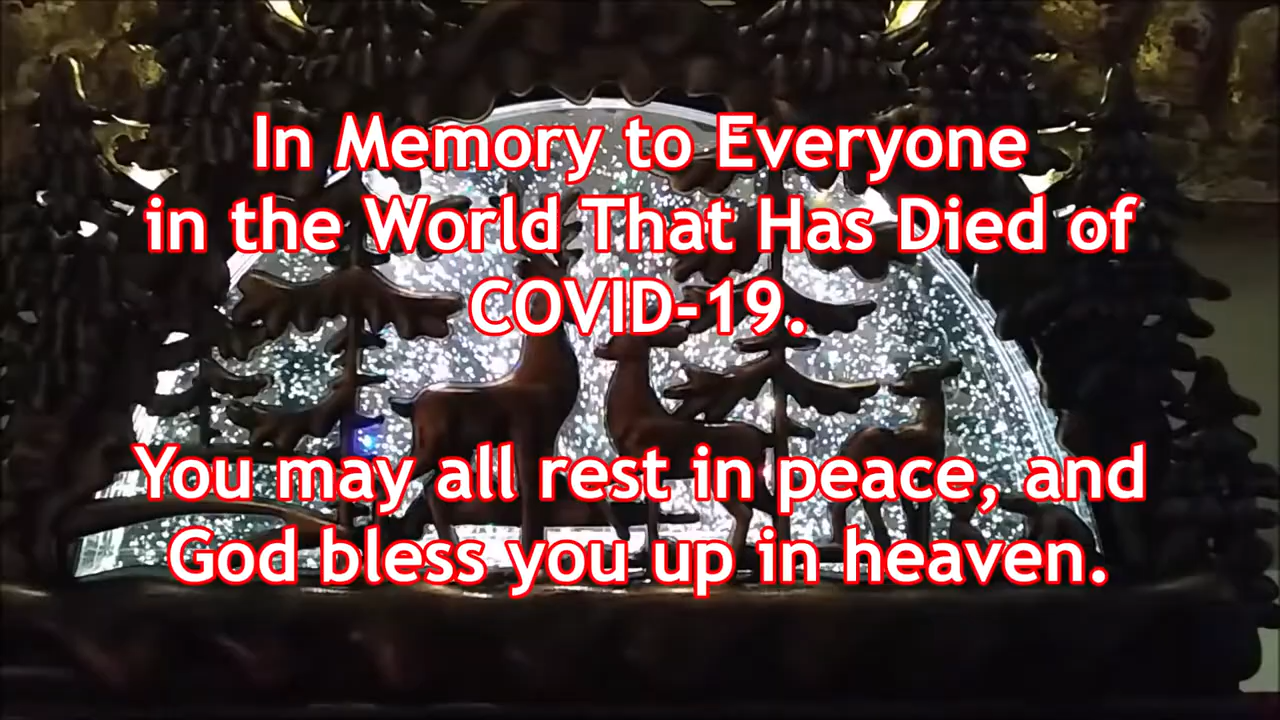 In Memory to Everyone
in the World That Has Died of
COVID-19.
You may all rest in peace, and
God bless you up in heaven.